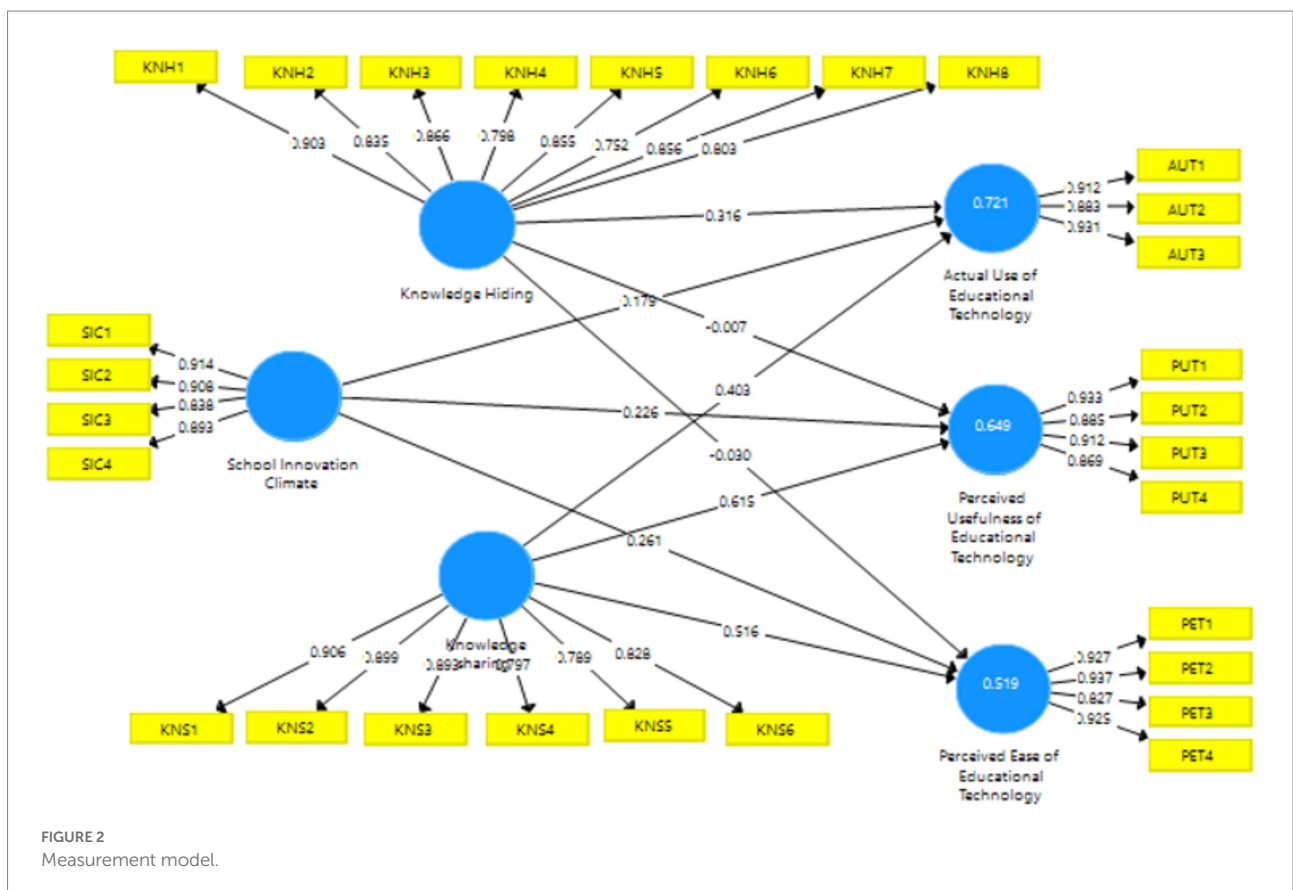 KNH1
KNH2
KNH3
KNH4
KNH5
KNH6
KNH7
KNH8
0.903
0.835
0.866
0.798
0.855
0.752
0.856
0.803
Knowledge Hiding
0.316
0.179
-0.007
0.403
0.226
-0.030
0.615
0.261
0.516
0.721
Actual Use of
Educational
Technology
0.912
0.883
0.931
AUT1
AUT2
AUT3
SIC1
SIC2
SIC3
SIC4
0.914
0.908
0.838
0.893
School Innovation
Climate
0.649
Perceived
Usefulness of
Educational
Technology
0.933
0.885
0.912
0.869
PUT1
PUT2
PUT3
PUT4
Knowledge
sharing
0.906
0.899
0.893
0.797
0.789
0.828
KNS1
KNS2
KNS3
KNS4
KNS5
KNS6
0.519
Perceived Ease of
Educational
Technology
0.927
0.937
0.827
0.925
PET1
PET2
PET3
PET4
FIGURE 2
Measurement model.